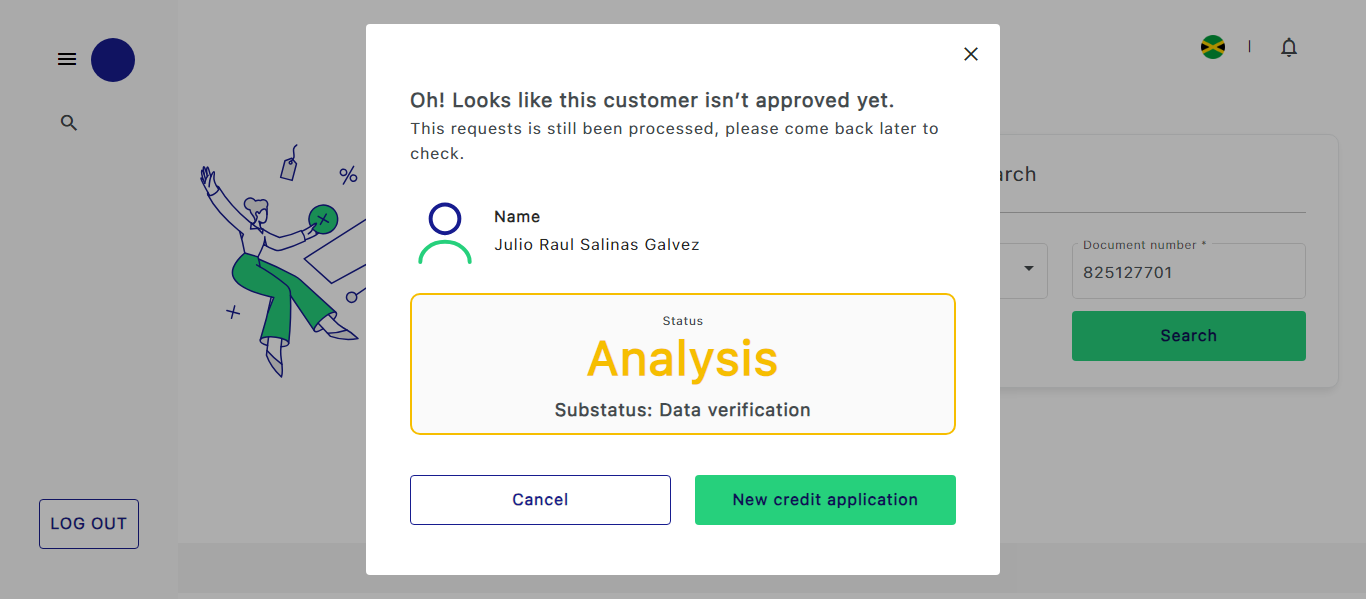 Oh! Looks like this customer isn’t approved yet.
This requests is still been processed, please come back later to
check.
Name
Julio Raul Salinas Galvez
Status
Analysis
Substatus: Data verification
Cancel
New credit application
Document number *
825127701
Search
LOG OUT